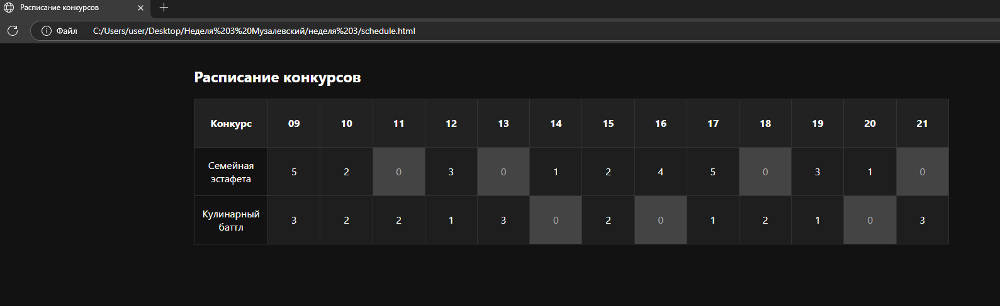 Расписание конкурсов
Файл C:/Users/user/Desktop/Неделя%203%20Музалевский/неделя%203/schedule.html
Расписание конкурсов
Конкурс 09 10 11 12 13 14 15 16 17 18 19 20 21
Семейная
эстафета 5 2 0 3 0 1 2 4 5 0 3 1 0
Кулинарный
баттл 3 2 2 1 3 0 2 0 1 2 1 0 3